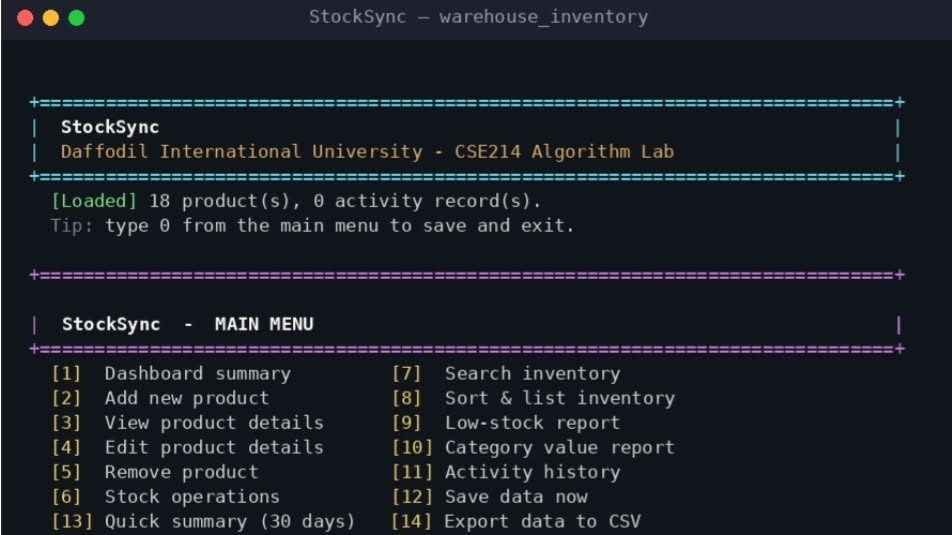 StockSync — warehouse_inventory
StockSync
Daffodil International University - CSE214 Algorithm Lab
[Loaded] 18 product(s), 0 activity record(s).
Tip: type 0 from the main menu to save and exit.
StockSync - MAIN MENU
[1] Dashboard summary [7] Search inventory
[2] Add new product [8] Sort & list inventory
[3] View product details [9] Low-stock report
[4] Edit product details [10] Category value report
[5] Remove product [11] Activity history
[6] Stock operations [12] Save data now
[13] Quick summary (30 days) [14] Export data to CSV